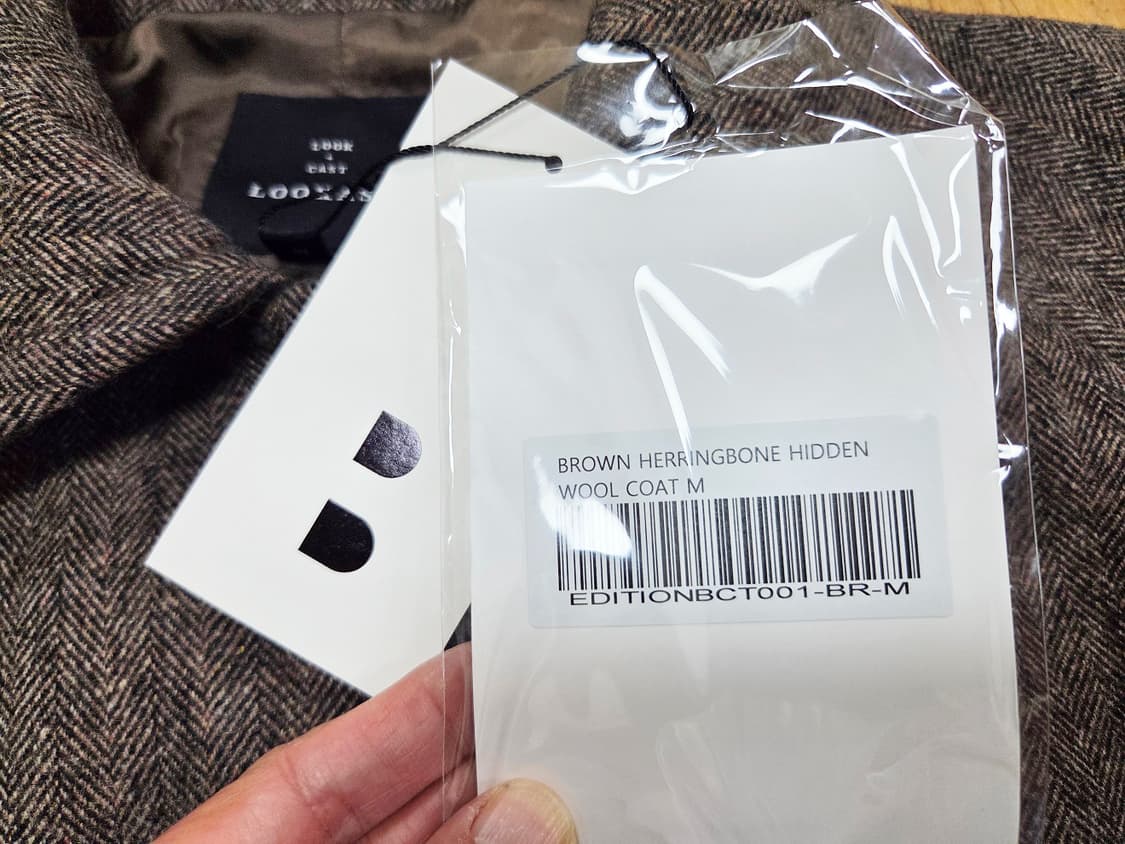 LOOK
CAST
BROWN HERRINGBONE HIDDEN
WOOL COAT M
EDITIONBCT001-BR-M